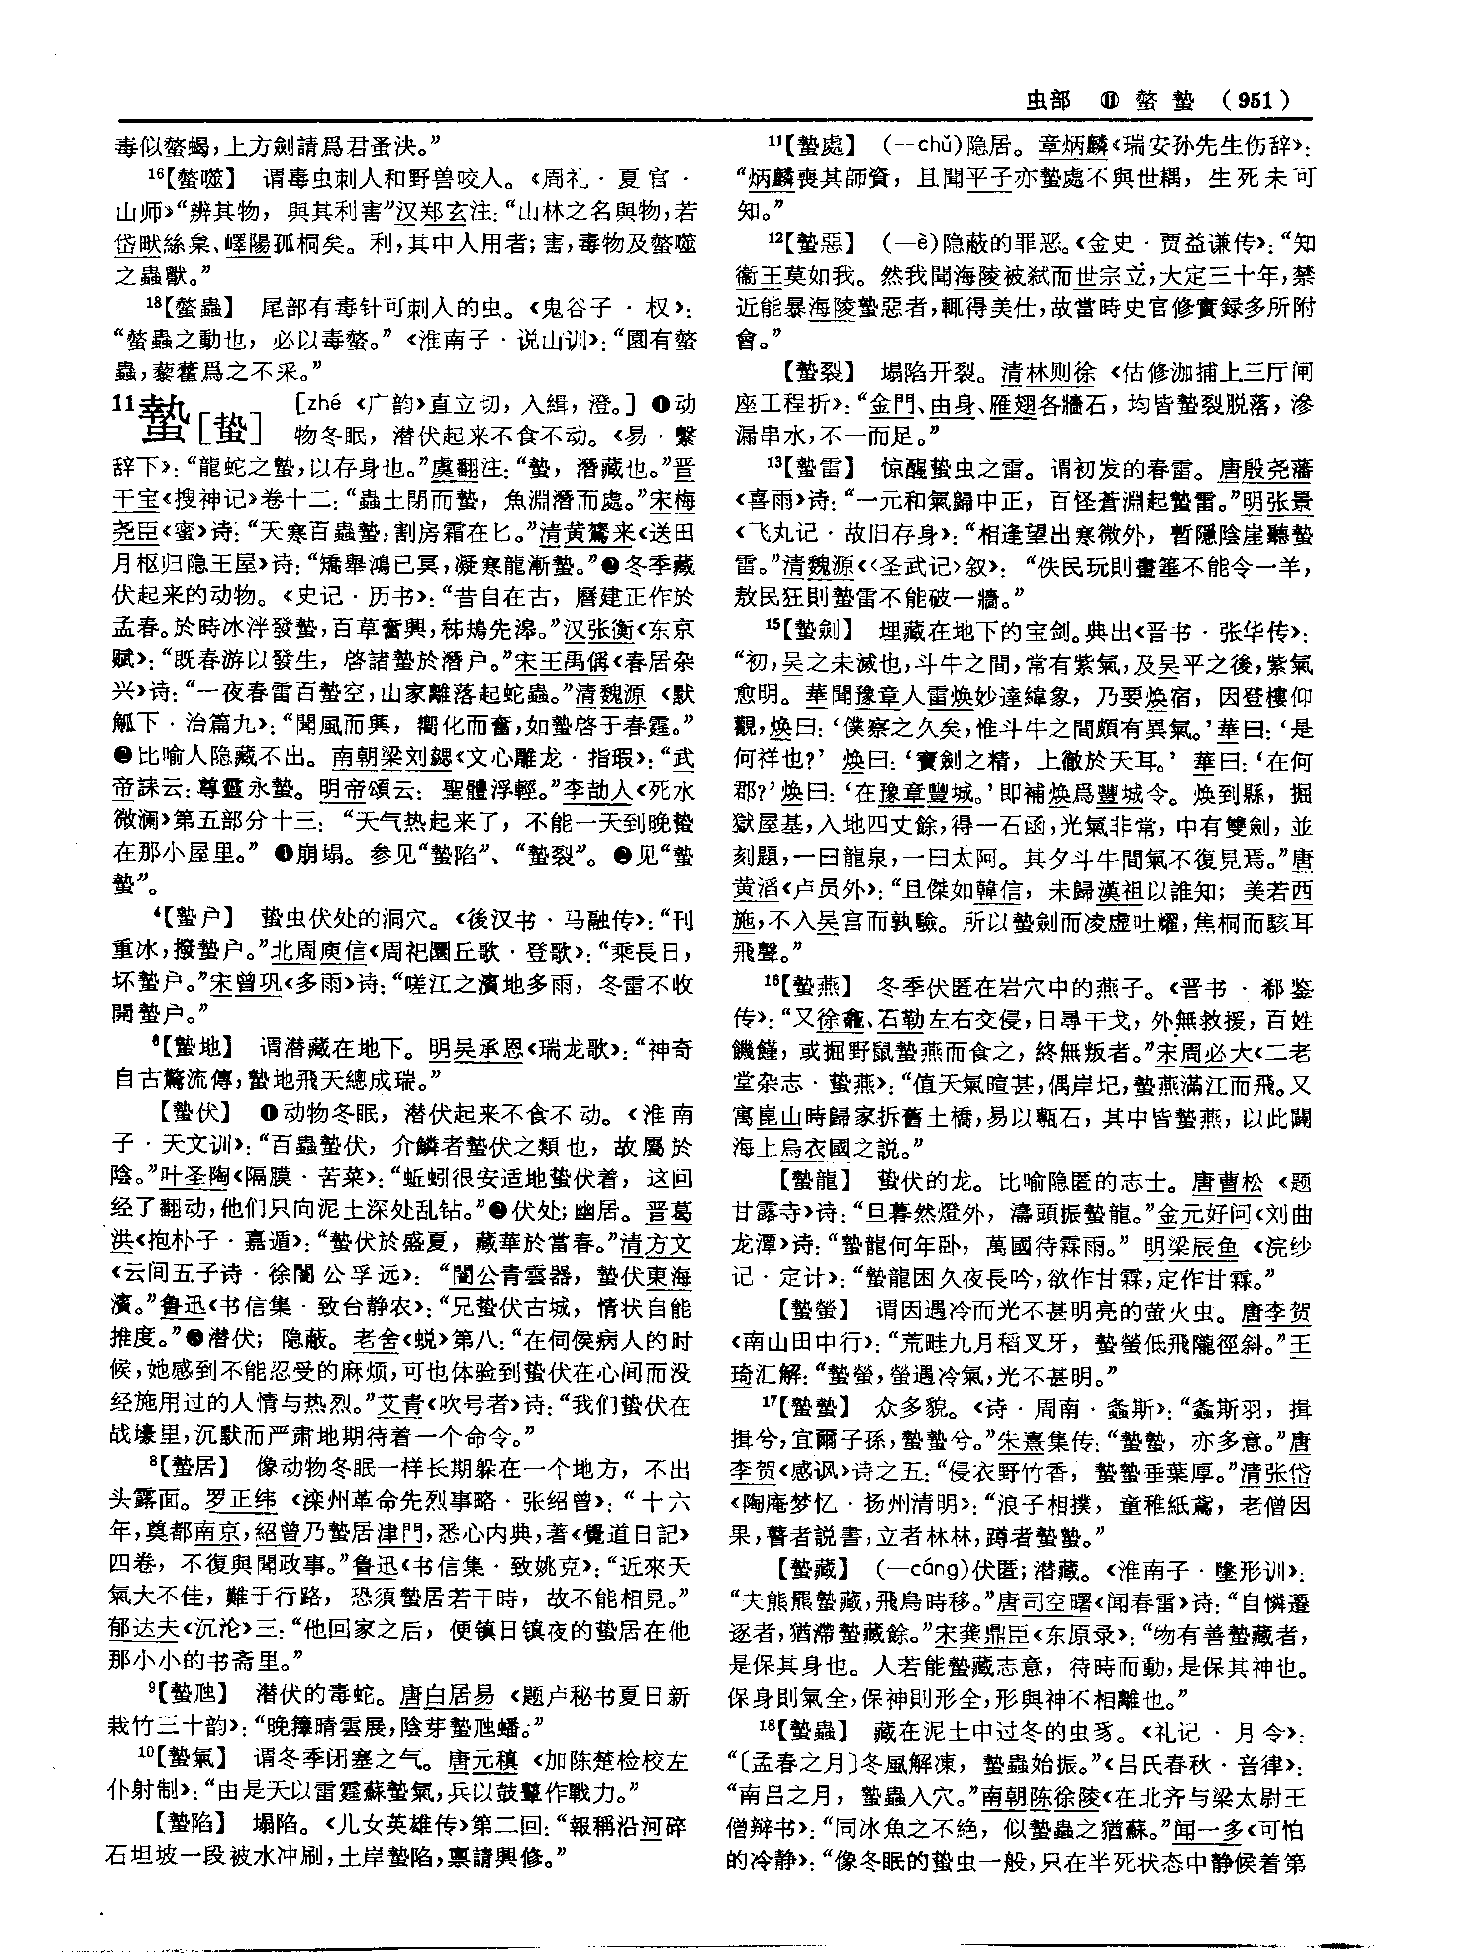 虫部 ⑪ 螫 蟄 （951）
毒似螫蝎，上方劍請爲君蚤決。”
16【螫噬】 谓毒虫刺人和野兽咬人。《周礼·夏官·
山师》“辨其物，與其利害”汉郑玄注：“山林之名與物，若
岱畎絲枲、嶧陽孤桐矣。利，其中人用者；害，毒物及螫噬
之蟲獸。”
18【螫蟲】 尾部有毒针可刺人的虫。《鬼谷子·权》：
“螫蟲之動也，必以毒螫。”《淮南子·说山训》：“園有螫
蟲，藜藿爲之不采。”
11蟄［蛰］ ［zhé 《广韵》直立切，入緝，澄。］❶动
物冬眠，潜伏起来不食不动。《易·繫
辞下》：“龍蛇之蟄，以存身也。”虞翻注：“蟄，潛藏也。”晋
干宝《搜神记》卷十二：“蟲土閉而蟄，魚淵潛而處。”宋梅
尧臣《蜜》诗：“天寒百蟲蟄，割房霜在匕。”清黄鷟来《送田
月枢归隐王屋》诗：“矯舉鴻已冥，凝寒龍漸蟄。”❷冬季藏
伏起来的动物。《史记·历书》：“昔自在古，曆建正作於
孟春。於時冰泮發蟄，百草奮興，秭鳺先滜。”汉张衡《东京
赋》：“既春游以發生，啓諸蟄於潛户。”宋王禹偁《春居杂
兴》诗：“一夜春雷百蟄空，山家離落起蛇蟲。”清魏源《默
觚下·治篇九》：“聞風而興，嚮化而奮，如蟄啓于春霆。”
❸比喻人隐藏不出。南朝梁刘勰《文心雕龙·指瑕》：“武
帝誄云：尊靈永蟄。明帝頌云：聖體浮輕。”李劼人《死水
微澜》第五部分十三：“天气热起来了，不能一天到晚蛰
在那小屋里。”❹崩塌。参见“蟄陷”、“蟄裂”。❺见“蟄
蟄”。
4【蟄户】 蛰虫伏处的洞穴。《後汉书·马融传》：“刊
重冰，撥蟄户。”北周庾信《周祀圜丘歌·登歌》：“乘長日，
坏蟄户。”宋曾巩《多雨》诗：“嗟江之濱地多雨，冬雷不收
開蟄户。”
6【蟄地】 谓潜藏在地下。明吴承恩《瑞龙歌》：“神奇
自古驚流傳，蟄地飛天總成瑞。”
【蟄伏】 ❶动物冬眠，潜伏起来不食不动。《淮南
子·天文训》：“百蟲蟄伏，介鱗者蟄伏之類也，故屬於
陰。”叶圣陶《隔膜·苦菜》：“蚯蚓很安适地蛰伏着，这回
经了翻动，他们只向泥土深处乱钻。”❷伏处；幽居。晋葛
洪《抱朴子·嘉遁》：“蟄伏於盛夏，藏華於當春。”清方文
《云间五子诗·徐闇公孚远》：“闇公青雲器，蟄伏東海
濱。”鲁迅《书信集·致台静农》：“兄蛰伏古城，情状自能
推度。”❸潜伏；隐蔽。老舍《蜕》第八：“在伺侯病人的时
候，她感到不能忍受的麻烦，可也体验到蛰伏在心间而没
经施用过的人情与热烈。”艾青《吹号者》诗：“我们蛰伏在
战壕里，沉默而严肃地期待着一个命令。”
8【蟄居】 像动物冬眠一样长期躲在一个地方，不出
头露面。罗正纬《滦州革命先烈事略·张绍曾》：“十六
年，奠都南京，紹曾乃蟄居津門，悉心内典，著《覺道日記》
四卷，不復與聞政事。”鲁迅《书信集·致姚克》：“近來天
氣大不佳，難于行路，恐須蟄居若干時，故不能相見。”
郁达夫《沉沦》三：“他回家之后，便镇日镇夜的蛰居在他
那小小的书斋里。”
9【蟄虺】 潜伏的毒蛇。唐白居易《题卢秘书夏日新
栽竹三十韵》：“晚籜晴雲展，陰芽蟄虺蟠。”
10【蟄氣】 谓冬季闭塞之气。唐元稹《加陈楚检校左
仆射制》：“由是天以雷霆蘇蟄氣，兵以鼓鼙作戰力。”
【蟄陷】 塌陷。《儿女英雄传》第二回：“報稱沿河碎
石坦坡一段被水冲刷，土岸蟄陷，禀請興修。”
11【蟄處】 （--chǔ）隐居。章炳麟《瑞安孙先生伤辞》：
“炳麟喪其師資，且聞平子亦蟄處不與世耦，生死未可
知。”
12【蟄惡】 （—è）隐蔽的罪恶。《金史·贾益谦传》：“知
衞王莫如我。然我聞海陵被弑而世宗立，大定三十年，禁
近能暴海陵蟄惡者，輒得美仕，故當時史官修實録多所附
會。”
【蟄裂】 塌陷开裂。清林则徐《估修泇捕上三厅闸
座工程折》：“金門、由身、雁翅各牆石，均皆蟄裂脱落，滲
漏串水，不一而足。”
13【蟄雷】 惊醒蛰虫之雷。谓初发的春雷。唐殷尧藩
《喜雨》诗：“一元和氣歸中正，百怪蒼淵起蟄雷。”明张景
《飞丸记·故旧存身》：“相逢望出寒微外，暫隱陰崖聽蟄
雷。”清魏源《〈圣武记〉叙》：“佚民玩則畫箠不能令一羊，
敖民狂則蟄雷不能破一牆。”
15【蟄劍】 埋藏在地下的宝剑。典出《晋书·张华传》：
“初，吴之未滅也，斗牛之間，常有紫氣，及吴平之後，紫氣
愈明。華聞豫章人雷焕妙達緯象，乃要焕宿，因登樓仰
觀，焕曰：‘僕察之久矣，惟斗牛之間頗有異氣。’華曰：‘是
何祥也？’焕曰：‘寶劍之精，上徹於天耳。’華曰：‘在何
郡？’焕曰：‘在豫章豐城。’即補焕爲豐城令。焕到縣，掘
獄屋基，入地四丈餘，得一石函，光氣非常，中有雙劍，並
刻題，一曰龍泉，一曰太阿。其夕斗牛間氣不復見焉。”唐
黄滔《卢员外》：“且傑如韓信，未歸漢祖以誰知；美若西
施，不入吴宫而孰驗。所以蟄劍而凌虚吐耀，焦桐而駭耳
飛聲。”
16【蟄燕】 冬季伏匿在岩穴中的燕子。《晋书·郗鉴
传》：“又徐龕、石勒左右交侵，日尋干戈，外無救援，百姓
饑饉，或掘野鼠蟄燕而食之，終無叛者。”宋周必大《二老
堂杂志·蛰燕》：“值天氣暄甚，偶岸圮，蟄燕滿江而飛。又
寓崑山時歸家拆舊土橋，易以甎石，其中皆蟄燕，以此闢
海上烏衣國之説。”
【蟄龍】 蛰伏的龙。比喻隐匿的志士。唐曹松《题
甘露寺》诗：“旦暮然燈外，濤頭振蟄龍。”金元好问《刘曲
龙潭》诗：“蟄龍何年卧，萬國待霖雨。”明梁辰鱼《浣纱
记·定计》：“蟄龍困久夜長吟，欲作甘霖，定作甘霖。”
【蟄螢】 谓因遇冷而光不甚明亮的萤火虫。唐李贺
《南山田中行》：“荒畦九月稻叉牙，蟄螢低飛隴徑斜。”王
琦汇解：“蟄螢，螢遇冷氣，光不甚明。”
17【蟄蟄】 众多貌。《诗·周南·螽斯》：“螽斯羽，揖
揖兮，宜爾子孫，蟄蟄兮。”朱熹集传：“蟄蟄，亦多意。”唐
李贺《感讽》诗之五：“侵衣野竹香，蟄蟄垂葉厚。”清张岱
《陶庵梦忆·扬州清明》：“浪子相撲，童稚紙鳶，老僧因
果，瞽者説書，立者林林，蹲者蟄蟄。”
【蟄藏】 （—cáng）伏匿；潜藏。《淮南子·墬形训》：
“夫熊羆蟄藏，飛鳥時移。”唐司空曙《闻春雷》诗：“自憐遷
逐者，猶滯蟄藏餘。”宋龚鼎臣《东原录》：“物有善蟄藏者，
是保其身也。人若能蟄藏志意，待時而動，是保其神也。
保身則氣全，保神則形全，形與神不相離也。”
18【蟄蟲】 藏在泥土中过冬的虫豸。《礼记·月令》：
“〔孟春之月〕冬風解凍，蟄蟲始振。”《吕氏春秋·音律》：
“南吕之月，蟄蟲入穴。”南朝陈徐陵《在北齐与梁太尉王
僧辩书》：“同冰魚之不絶，似蟄蟲之猶蘇。”闻一多《可怕
的冷静》：“像冬眠的蛰虫一般，只在半死状态中静候着第